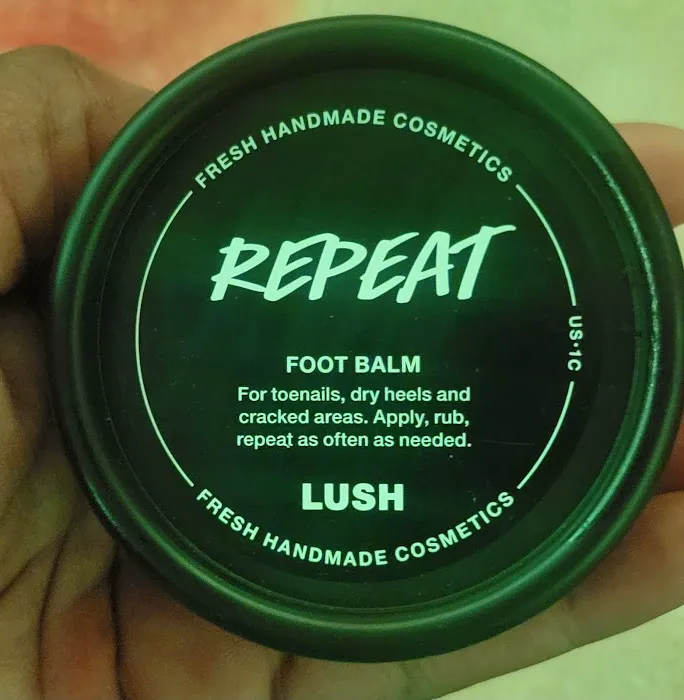 FRESH HANDMADE COSMETICS
REPEAT
US·1C
FOOT BALM
For toenails, dry heels and
cracked areas. Apply, rub,
repeat as often as needed.
LUSH
FRESH HANDMADE COSMETICS